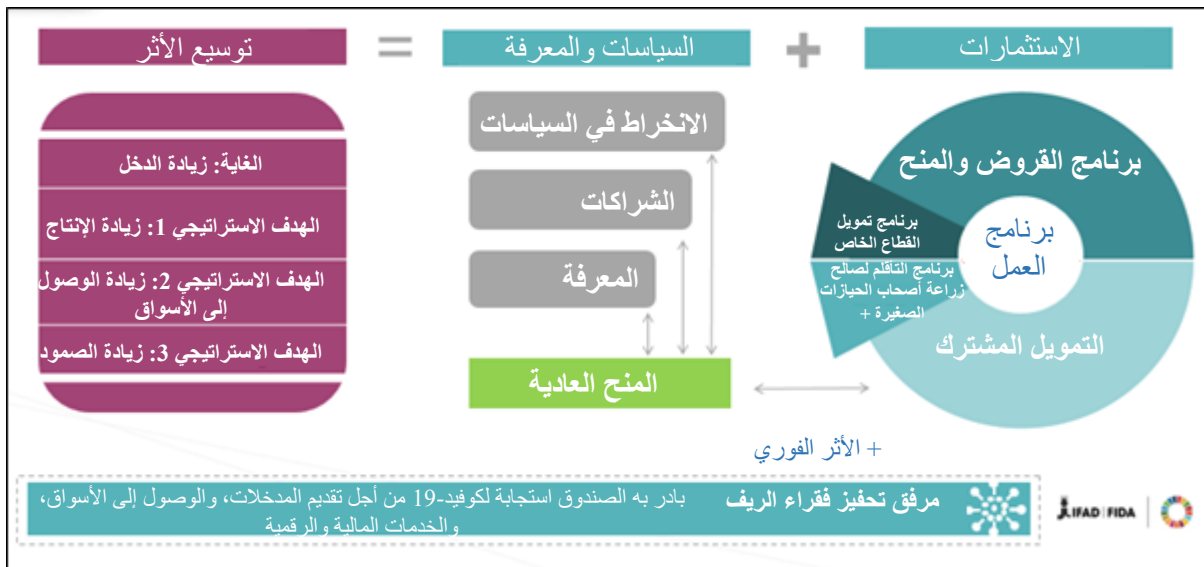 الاستثمارات
+
السياسات والمعرفة
=
توسيع الأثر
برنامج القروض والمنح
برنامج تمويل
القطاع الخاص
برنامج التأقلم لصالح
زراعة أصحاب الحيازات
الصغيرة +
برنامج
العمل
التمويل المشترك
الانخراط في السياسات
الشراكات
المعرفة
المنح العادية
الغاية: زيادة الدخل
الهدف الاستراتيجي 1: زيادة الإنتاج
الهدف الاستراتيجي 2: زيادة الوصول
إلى الأسواق
الهدف الاستراتيجي 3: زيادة الصمود
+ الأثر الفوري
مرفق تحفيز فقراء الريف بادر به الصندوق استجابة لكوفيد-19 من أجل تقديم المدخلات، والوصول إلى الأسواق،
والخدمات المالية والرقمية
JLIFAD FIDA